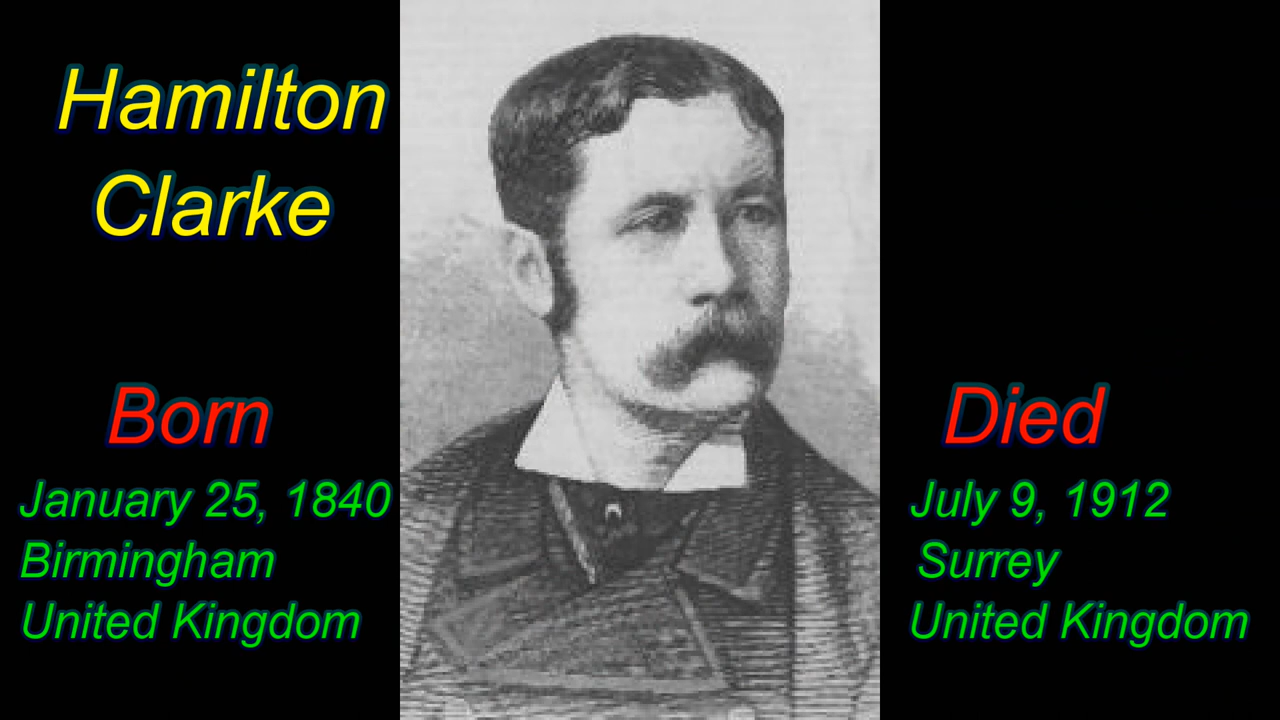 Hamilton
Clarke
Born
January 25, 1840
Birmingham
United Kingdom
Died
July 9, 1912
Surrey
United Kingdom